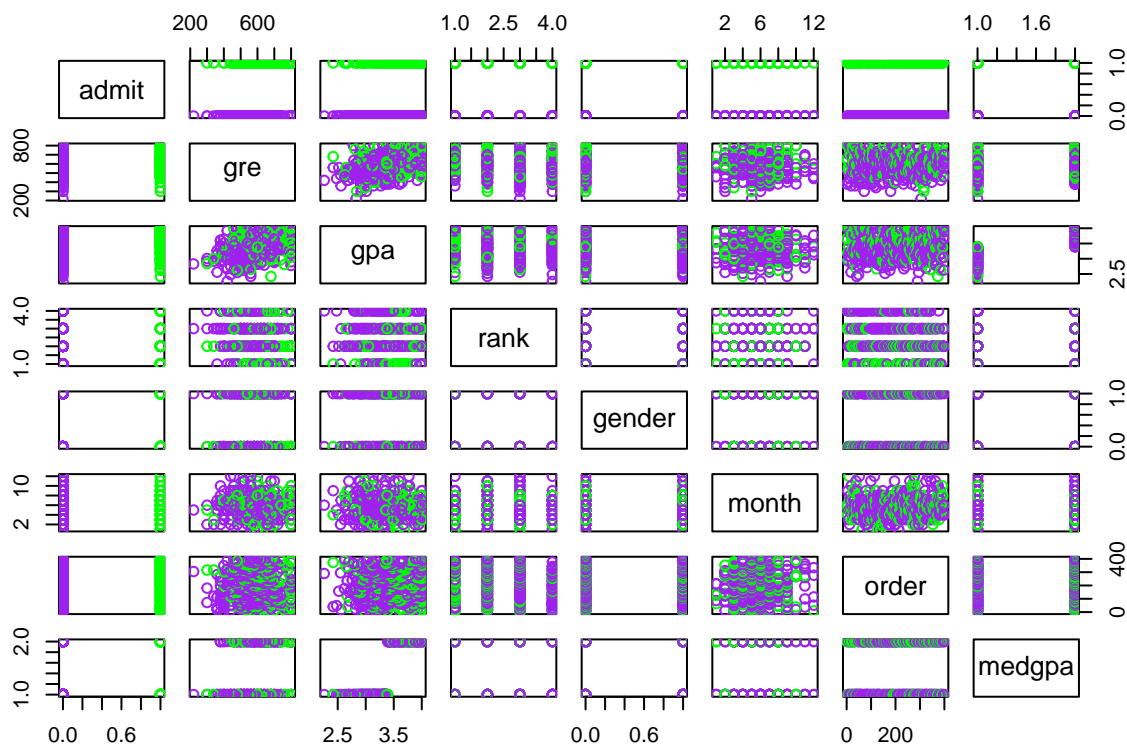 200 600 1.0 2.5 4.0 2 6 12 1.0 1.6
admit 0.0 1.0
200 800 gre
gpa 2.5
1.0 4.0 rank
gender 0.0 1.0
2 10 month
order 0 400
1.0 2.0 medgpa
0.0 0.6 2.5 3.5 0.0 0.6 0 200